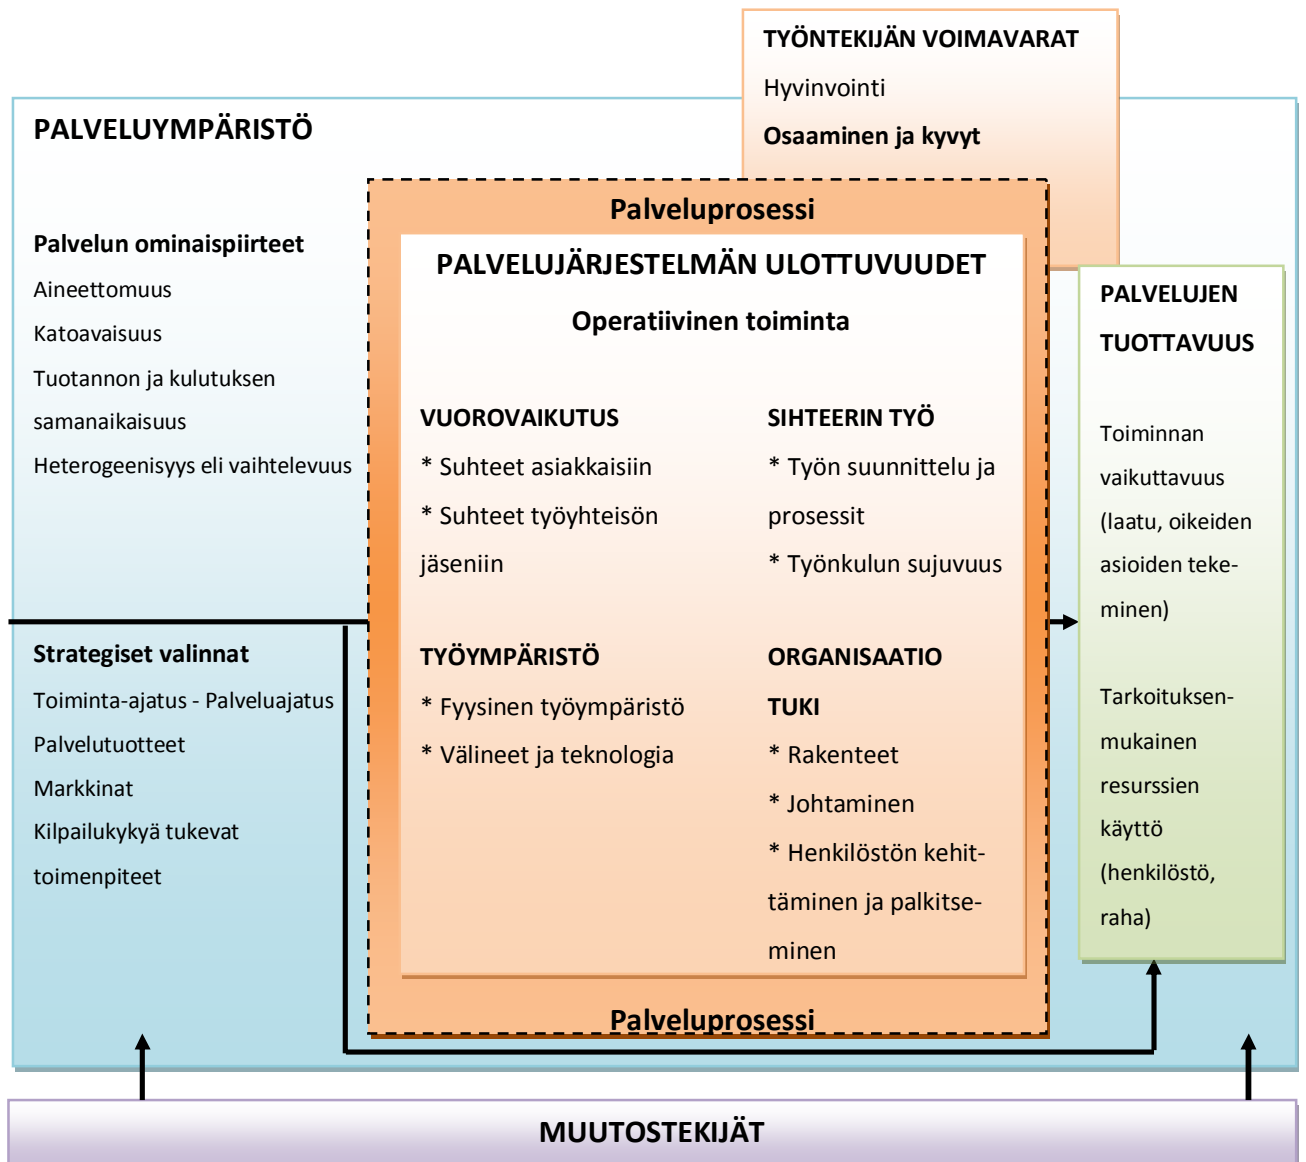 TYÖNTEKIJÄN VOIMAVARAT
Hyvinvointi
Osaaminen ja kyvyt
PALVELUYMPÄRISTÖ
Palvelun ominaispiirteet
Aineettomuus
Katoavaisuus
Tuotannon ja kulutuksen
samanaikaisuus
Heterogeenisyys eli vaihtelevuus
Strategiset valinnat
Toiminta-ajatus - Palveluajatus
Palvelutuotteet
Markkinat
Kilpailukykyä tukevat
toimenpiteet
Palveluprosessi
PALVELUJÄRJESTELMÄN ULOTTUVUUDET
Operatiivinen toiminta
VUOROVAIKUTUS
* Suhteet asiakkaisiin
* Suhteet työyhteisön
jäseniin
SIHTEERIN TYÖ
* Työn suunnittelu ja
prosessit
* Työnkulun sujuvuus
TYÖYMPÄRISTÖ
* Fyysinen työympäristö
* Välineet ja teknologia
ORGANISAATIO
TUKI
* Rakenteet
* Johtaminen
* Henkilöstön kehit-
täminen ja palkitse-
minen
Palveluprosessi
PALVELUJEN
TUOTTAVUUS
Toiminnan
vaikuttavuus
(laatu, oikeiden
asioiden teke-
minen)
Tarkoituksen-
mukainen
resurssien
käyttö
(henkilöstö,
raha)
MUUTOSTEKIJÄT